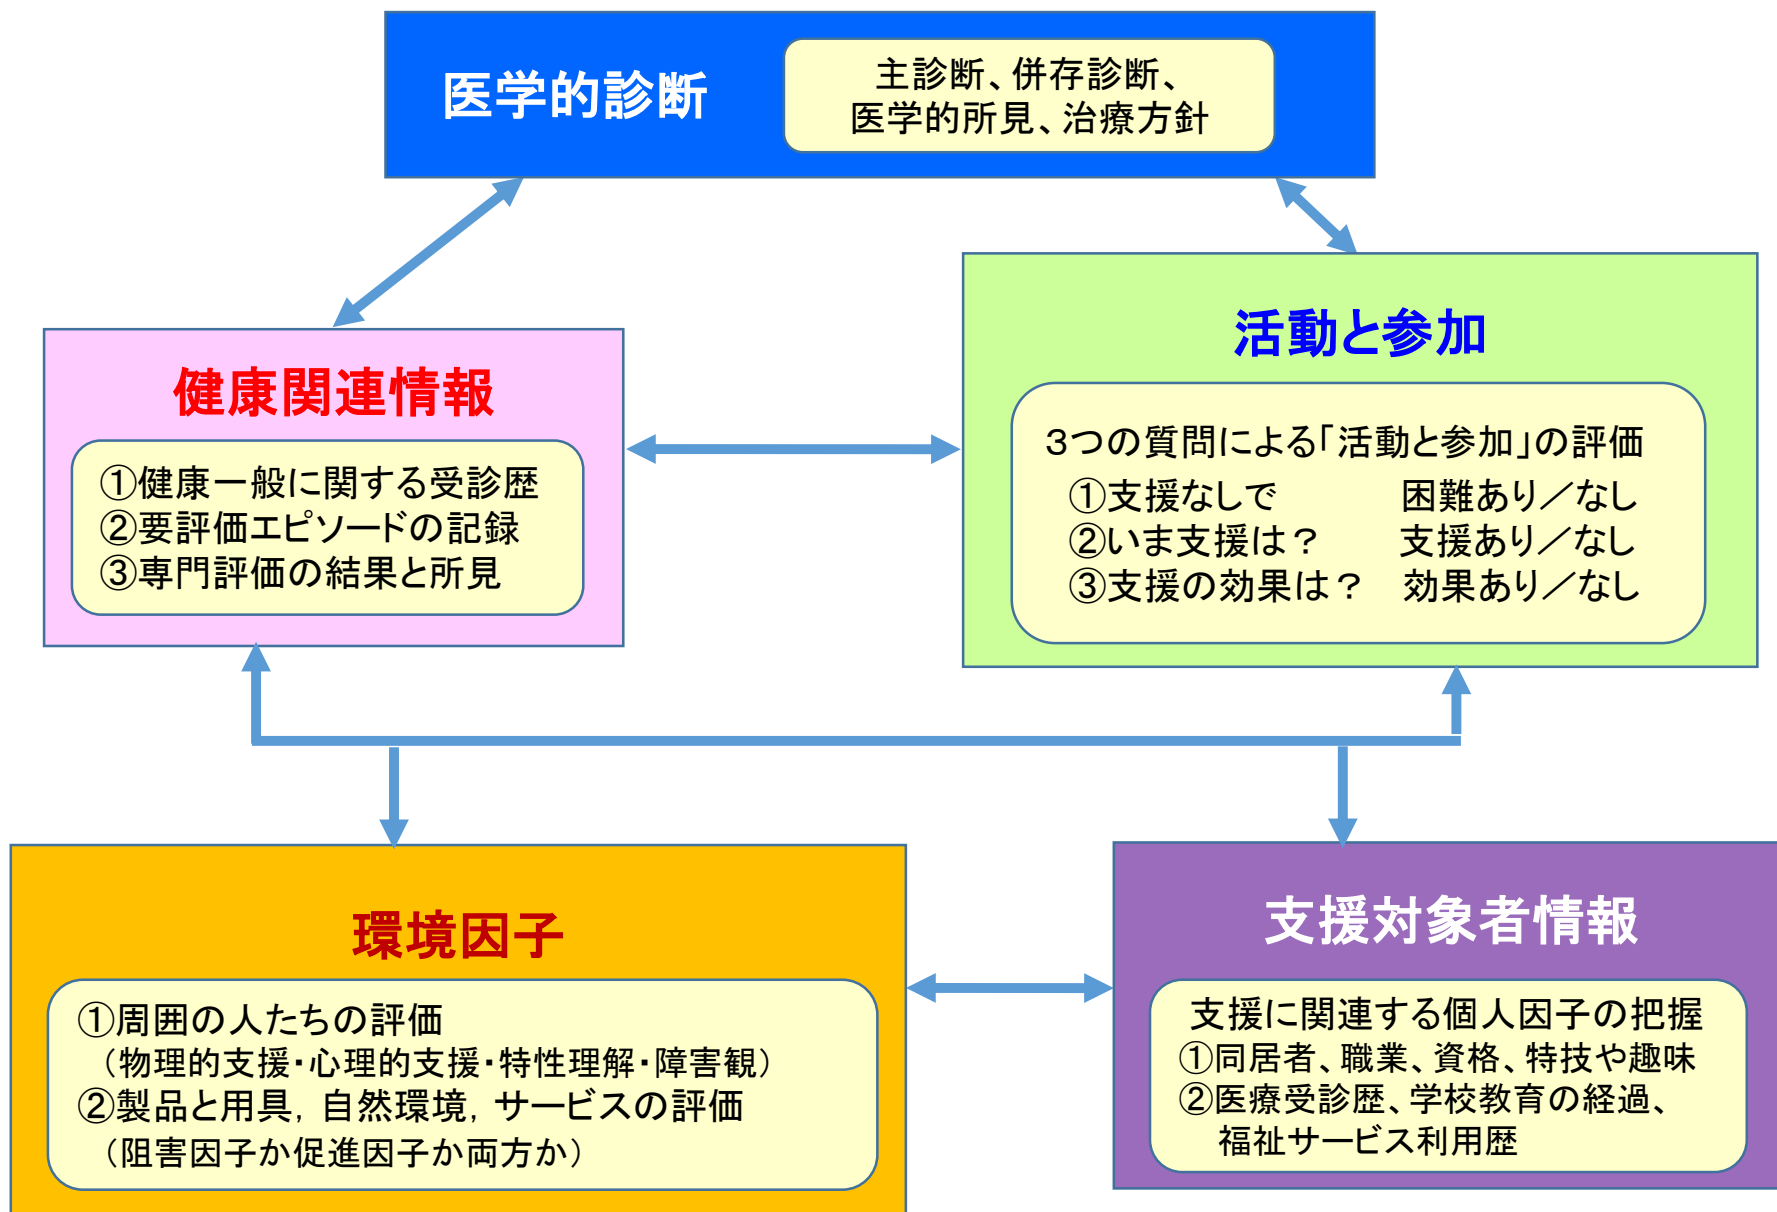 医学的診断
主診断、併存診断、
医学的所見、治療方針
健康関連情報
①健康一般に関する受診歴
②要評価エピソードの記録
③専門評価の結果と所見
活動と参加
３つの質問による「活動と参加」の評価
①支援なしで　困難あり／なし
②いま支援は？　支援あり／なし
③支援の効果は？　効果あり／なし
環境因子
①周囲の人たちの評価
（物理的支援・心理的支援・特性理解・障害観）
②製品と用具, 自然環境, サービスの評価
（阻害因子か促進因子か両方か）
支援対象者情報
支援に関連する個人因子の把握
①同居者、職業、資格、特技や趣味
②医療受診歴、学校教育の経過、
福祉サービス利用歴